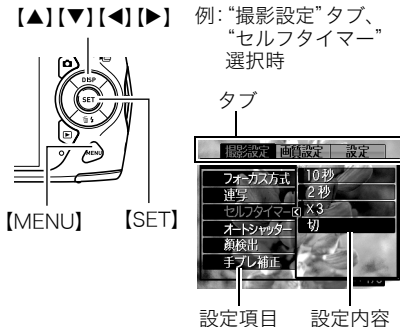 【▲】【▼】【◀】【▶】
例:“撮影設定”タブ、
“セルフタイマー”
選択時
DISP
SET
MENU
【MENU】
【SET】
タブ
撮影設定 画質設定 設定
フォーカス方式
連写
セルフタイマー
オートシャッター
顔検出
手ブレ補正
10秒
2秒
X3
切
設定項目
設定内容